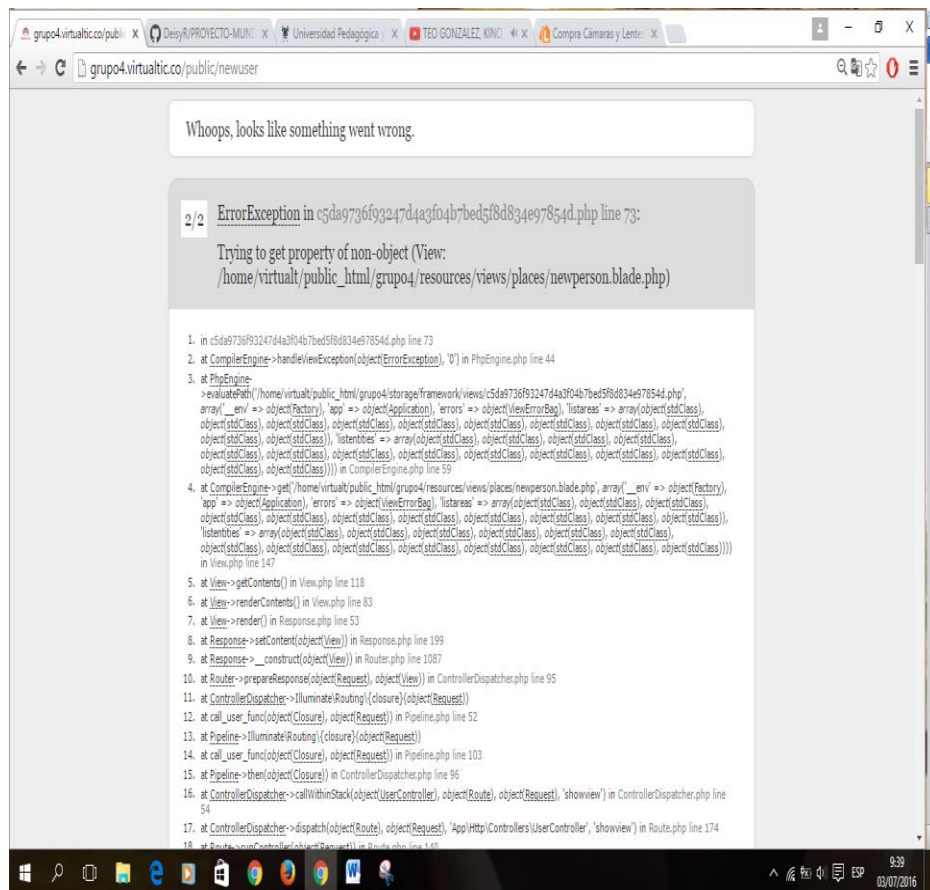 grupo4.virtualtic.co/publi
DeisyR/PROYECTO-MUN
Universidad Pedagógica
TEO GONZALEZ, KING
Compra Cámaras y Lente
grupo4.virtualtic.co/public/newuser
Whoops, looks like something went wrong.
2/2
ErrorException in c5da9736f93247d4a3f04b7bed5f8d834e97854d.php line 73:
Trying to get property of non-object (View:
/home/virtualt/public_html/grupo4/resources/views/places/newperson.blade.php)
1. in c5da9736f93247d4a3f04b7bed5f8d834e97854d.php line 73
2. at CompilerEngine->handleViewException(object(ErrorException), '0') in PhpEngine.php line 44
3. at PhpEngine-
>evaluatePath('/home/virtualt/public_html/grupo4/storage/framework/views/c5da9736f93247d4a3f04b7bed5f8d834e97854d.php',
array('__env' => object(Factory), 'app' => object(Application), 'errors' => object(ViewErrorBag), 'listareas' => array(object(stdClass),
object(stdClass), object(stdClass), object(stdClass), object(stdClass), object(stdClass), object(stdClass), object(stdClass),
object(stdClass), object(stdClass)), 'listentities' => array(object(stdClass), object(stdClass), object(stdClass), object(stdClass),
object(stdClass), object(stdClass), object(stdClass), object(stdClass), object(stdClass), object(stdClass), object(stdClass),
object(stdClass), object(stdClass)))) in CompilerEngine.php line 59
4. at CompilerEngine->get('/home/virtualt/public_html/grupo4/resources/views/places/newperson.blade.php', array('__env' => object(Factory),
'app' => object(Application), 'errors' => object(ViewErrorBag), 'listareas' => array(object(stdClass), object(stdClass), object(stdClass),
object(stdClass), object(stdClass), object(stdClass), object(stdClass), object(stdClass), object(stdClass), object(stdClass)),
'listentities' => array(object(stdClass), object(stdClass), object(stdClass), object(stdClass), object(stdClass),
object(stdClass), object(stdClass), object(stdClass), object(stdClass), object(stdClass), object(stdClass), object(stdClass))))
in View.php line 147
5. at View->getContents() in View.php line 118
6. at View->renderContents() in View.php line 83
7. at View->render() in Response.php line 53
8. at Response->setContent(object(View)) in Response.php line 199
9. at Response->__construct(object(View)) in Router.php line 1087
10. at Router->prepareResponse(object(Request), object(View)) in ControllerDispatcher.php line 95
11. at ControllerDispatcher->Illuminate\Routing\{closure}(object(Request))
12. at call_user_func(object(Closure), object(Request)) in Pipeline.php line 52
13. at Pipeline->Illuminate\Routing\{closure}(object(Request))
14. at call_user_func(object(Closure), object(Request)) in Pipeline.php line 103
15. at Pipeline->then(object(Closure)) in ControllerDispatcher.php line 96
16. at ControllerDispatcher->callWithinStack(object(UserController), object(Route), object(Request), 'showview') in ControllerDispatcher.php line
54
17. at ControllerDispatcher->dispatch(object(Route), object(Request), 'App\Http\Controllers\UserController', 'showview') in Route.php line 174
18. at Route->runController(object(Request)) in Route.php line 140
ESP
9:39
03/07/2016